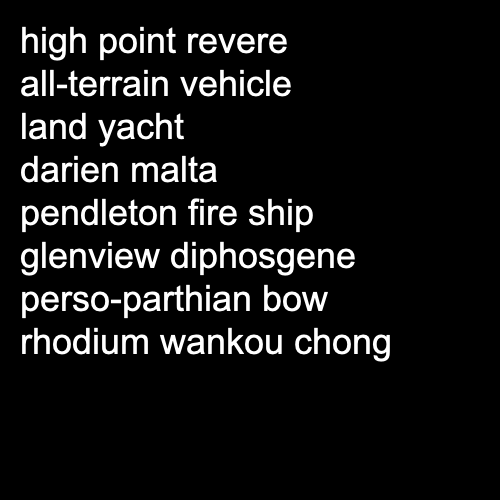 high point revere
all-terrain vehicle
land yacht
darien malta
pendleton fire ship
glenview diphosgene
perso-parthian bow
rhodium wankou chong